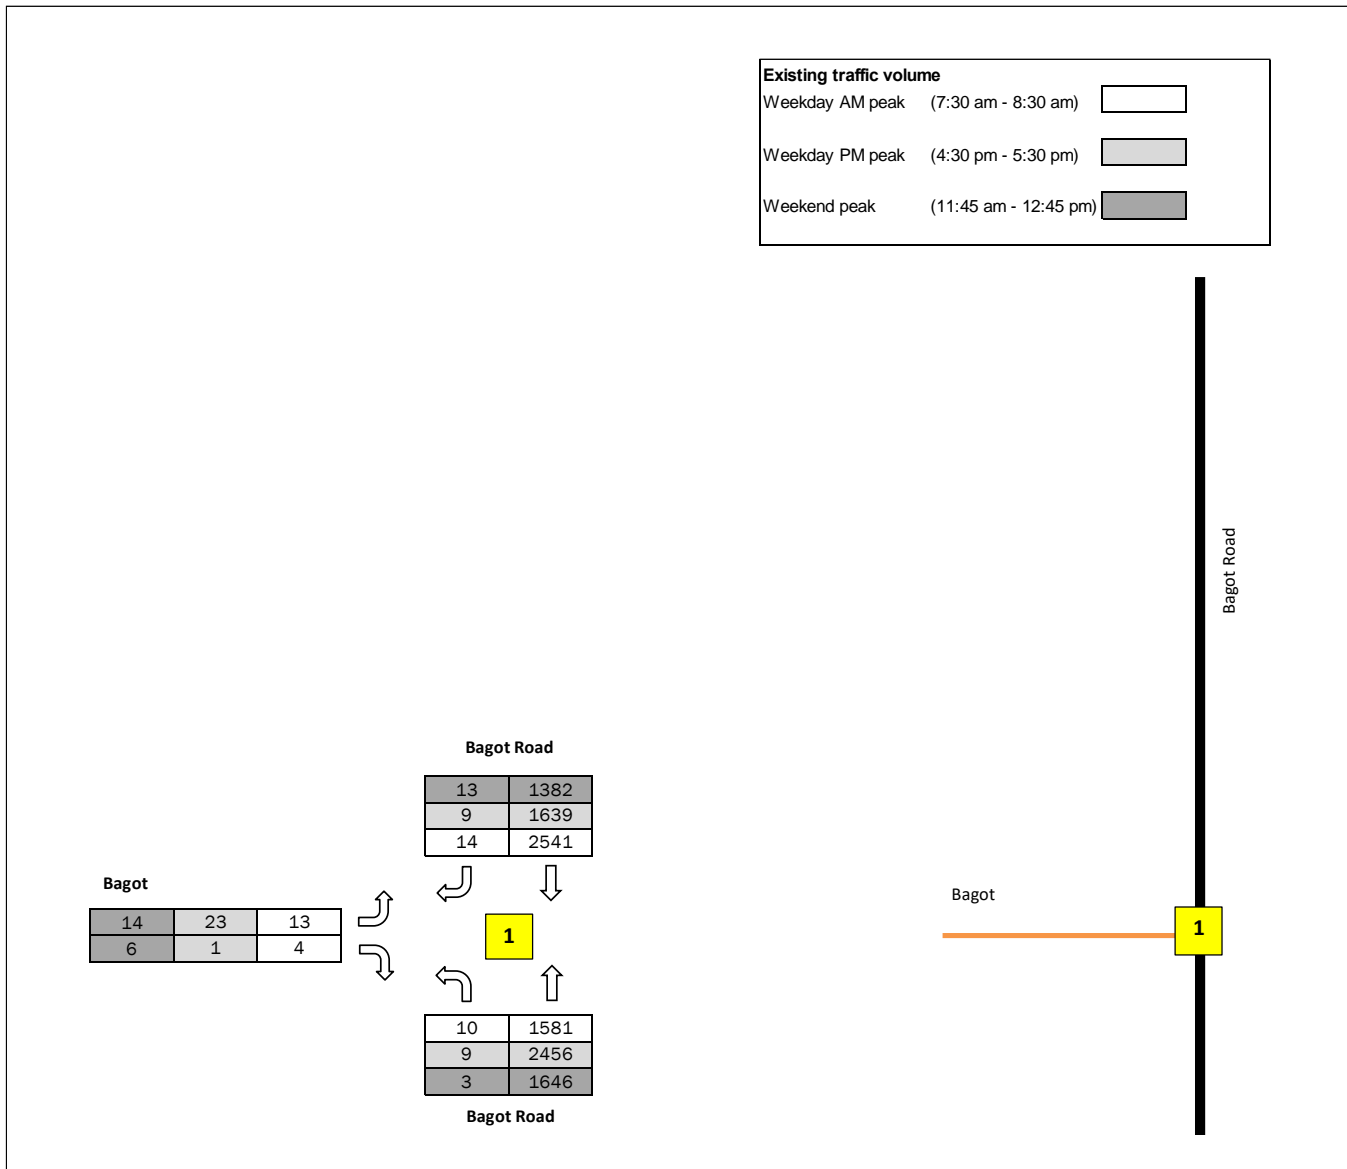 Existing traffic volume
Weekday AM peak (7:30 am - 8:30 am)
Weekday PM peak (4:30 pm - 5:30 pm)
Weekend peak (11:45 am - 12:45 pm)
Bagot Road
Bagot Road
13 1382
9 1639
14 2541
Bagot
14 23 13
6 1 4
1
10 1581
9 2456
3 1646
Bagot Road
Bagot
1